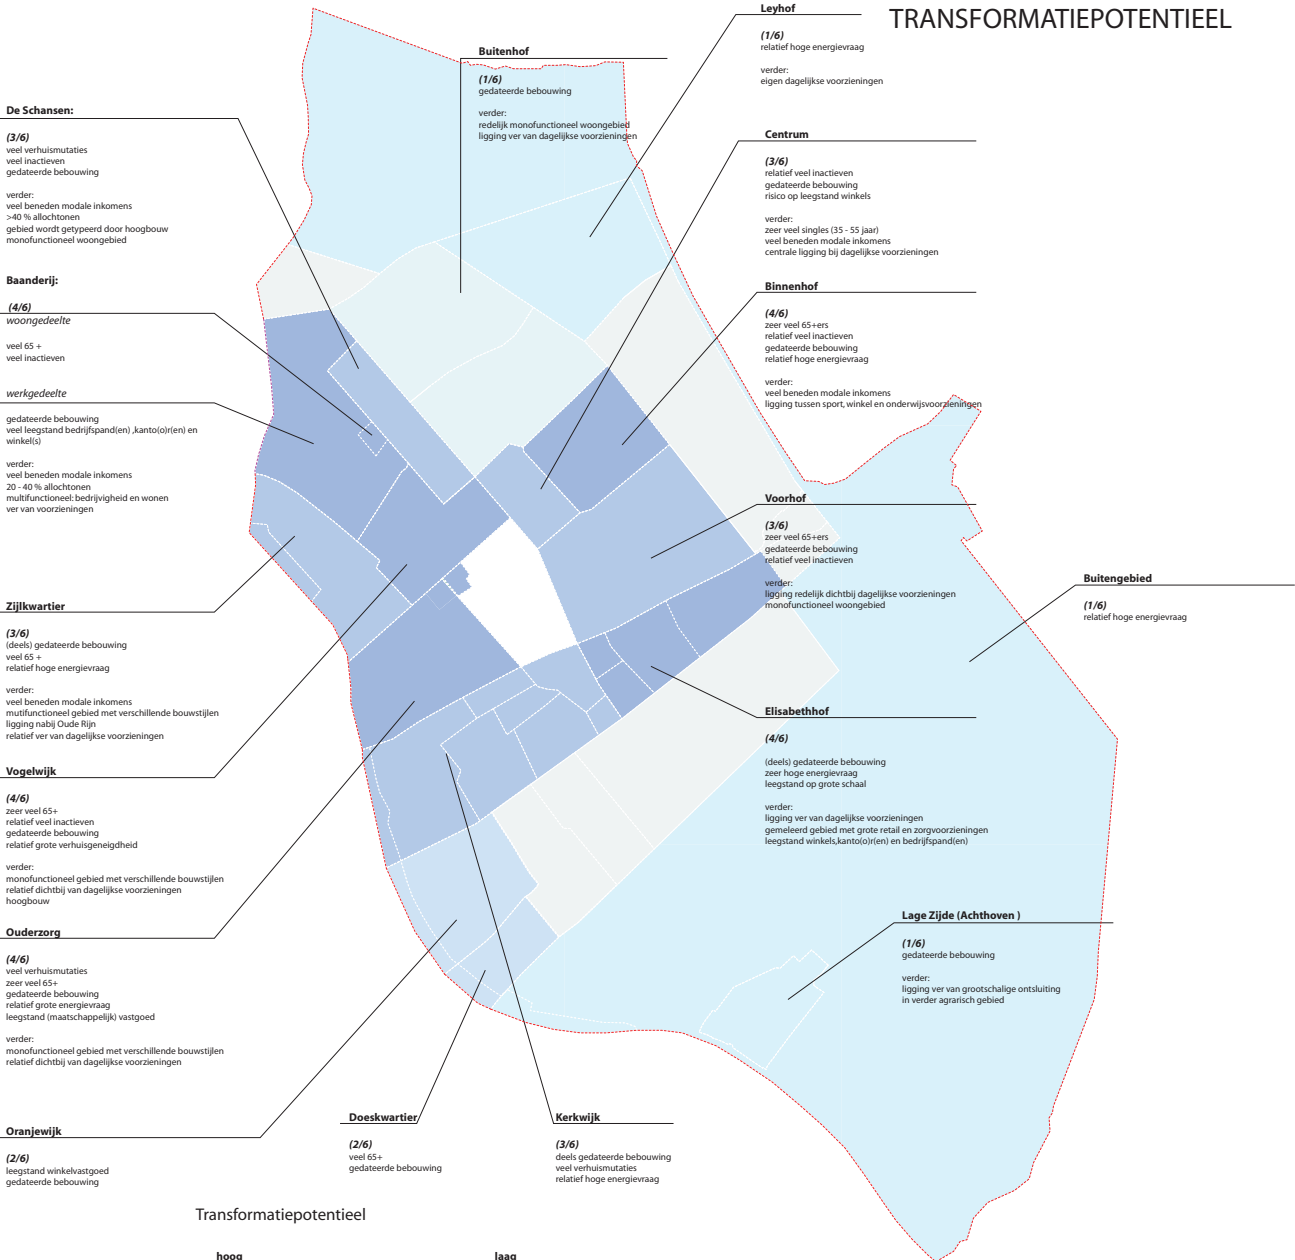 TRANSFORMATIEPOTENTIEEL
Leyhof
(1/6)
relatief hoge energievraag
verder:
eigen dagelijkse voorzieningen
Buitenhof
(1/6)
gedateerde bebouwing
verder:
redelijk monofunctioneel woongebied
ligging ver van dagelijkse voorzieningen
De Schansen:
(3/6)
veel verhuismutaties
veel inactieven
gedateerde bebouwing
verder:
veel beneden modale inkomens
>40 % allochtonen
gebied wordt getypeerd door hoogbouw
monofunctioneel woongebied
Centrum
(3/6)
relatief veel inactieven
gedateerde bebouwing
risico op leegstand winkels
verder:
zeer veel singles (35 - 55 jaar)
veel beneden modale inkomens
centrale ligging bij dagelijkse voorzieningen
Baanderij:
(4/6)
woongedeelte
veel 65 +
veel inactieven
werkgedeelte
gedateerde bebouwing
veel leegstand bedrijfspand(en) ,kanto(o)r(en) en
winkel(s)
verder:
veel beneden modale inkomens
20 - 40 % allochtonen
multifunctioneel: bedrijvigheid en wonen
ver van voorzieningen
Binnenhof
(4/6)
zeer veel 65+ers
relatief veel inactieven
gedateerde bebouwing
relatief hoge energievraag
verder:
veel beneden modale inkomens
ligging tussen sport, winkel en onderwijsvoorzieningen
Voorhof
(3/6)
zeer veel 65+ers
gedateerde bebouwing
relatief veel inactieven
verder:
ligging redelijk dichtbij dagelijkse voorzieningen
monofunctioneel woongebied
Buitengebied
(1/6)
relatief hoge energievraag
Zijlkwartier
(3/6)
(deels) gedateerde bebouwing
veel 65 +
relatief hoge energievraag
verder:
veel beneden modale inkomens
mutifunctioneel gebied met verschillende bouwstijlen
ligging nabij Oude Rijn
relatief ver van dagelijkse voorzieningen
Elisabethhof
(4/6)
(deels) gedateerde bebouwing
zeer hoge energievraag
leegstand op grote schaal
verder:
ligging ver van dagelijkse voorzieningen
gemeleerd gebied met grote retail en zorgvoorzieningen
leegstand winkels,kanto(o)r(en) en bedrijfspand(en)
Vogelwijk
(4/6)
zeer veel 65+
relatief veel inactieven
gedateerde bebouwing
relatief grote verhuisgeneigdheid
verder:
monofunctioneel gebied met verschillende bouwstijlen
relatief dichtbij van dagelijkse voorzieningen
hoogbouw
Lage Zijde (Achthoven )
(1/6)
gedateerde bebouwing
verder:
ligging ver van grootschalige ontsluiting
in verder agrarisch gebied
Ouderzorg
(4/6)
veel verhuismutaties
zeer veel 65+
gedateerde bebouwing
relatief grote energievraag
leegstand (maatschappelijk) vastgoed
verder:
monofunctioneel gebied met verschillende bouwstijlen
relatief dichtbij van dagelijkse voorzieningen
Oranjewijk
(2/6)
leegstand winkelvastgoed
gedateerde bebouwing
Doeskwartier
(2/6)
veel 65+
gedateerde bebouwing
Kerkwijk
(3/6)
deels gedateerde bebouwing
veel verhuismutaties
relatief hoge energievraag
Transformatiepotentieel
hoog laag